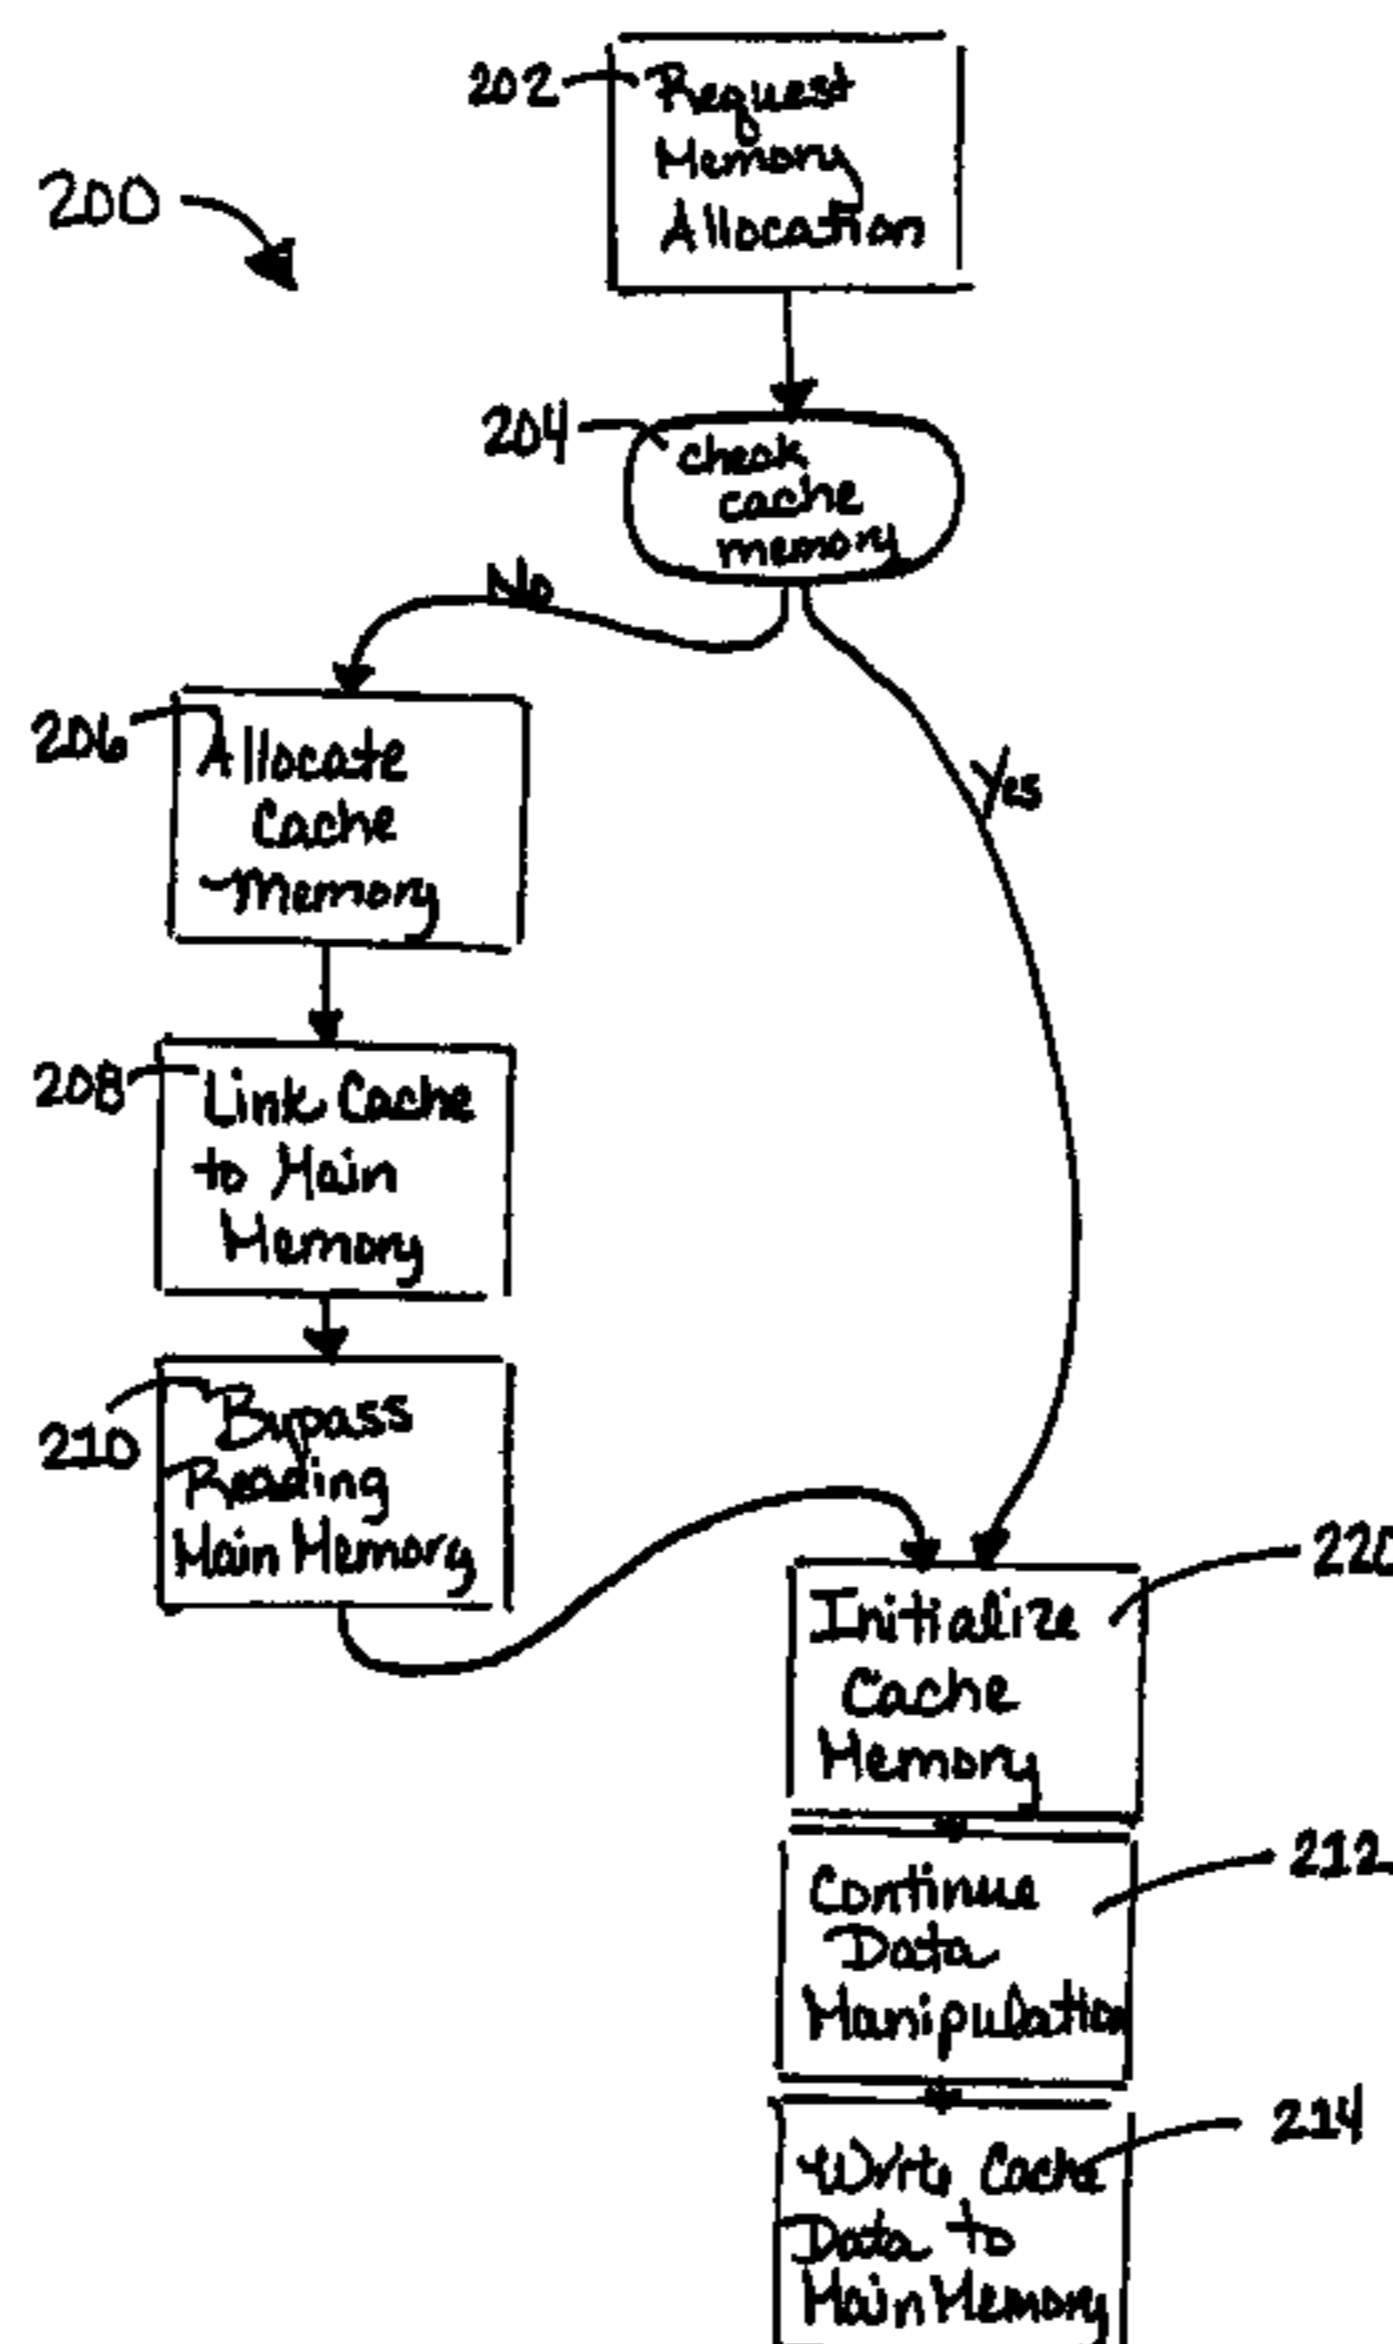 202
Request
Memory
Allocation
200
204
check
cache
memory
No
Yes
206
Allocate
Cache
Memory
208
Link Cache
to Main
Memory
210
Bypass
Reading
Main Memory
220
Initialize
Cache
Memory
212
Continue
Data
Manipulation
214
Write Cache
Data to
Main Memory